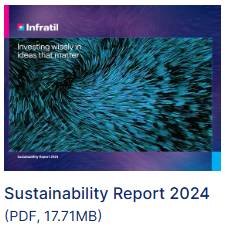 Infratil
Investing wisely in
ideas that matter
Sustainability Report 2024
Sustainability Report 2024
(PDF, 17.71MB)